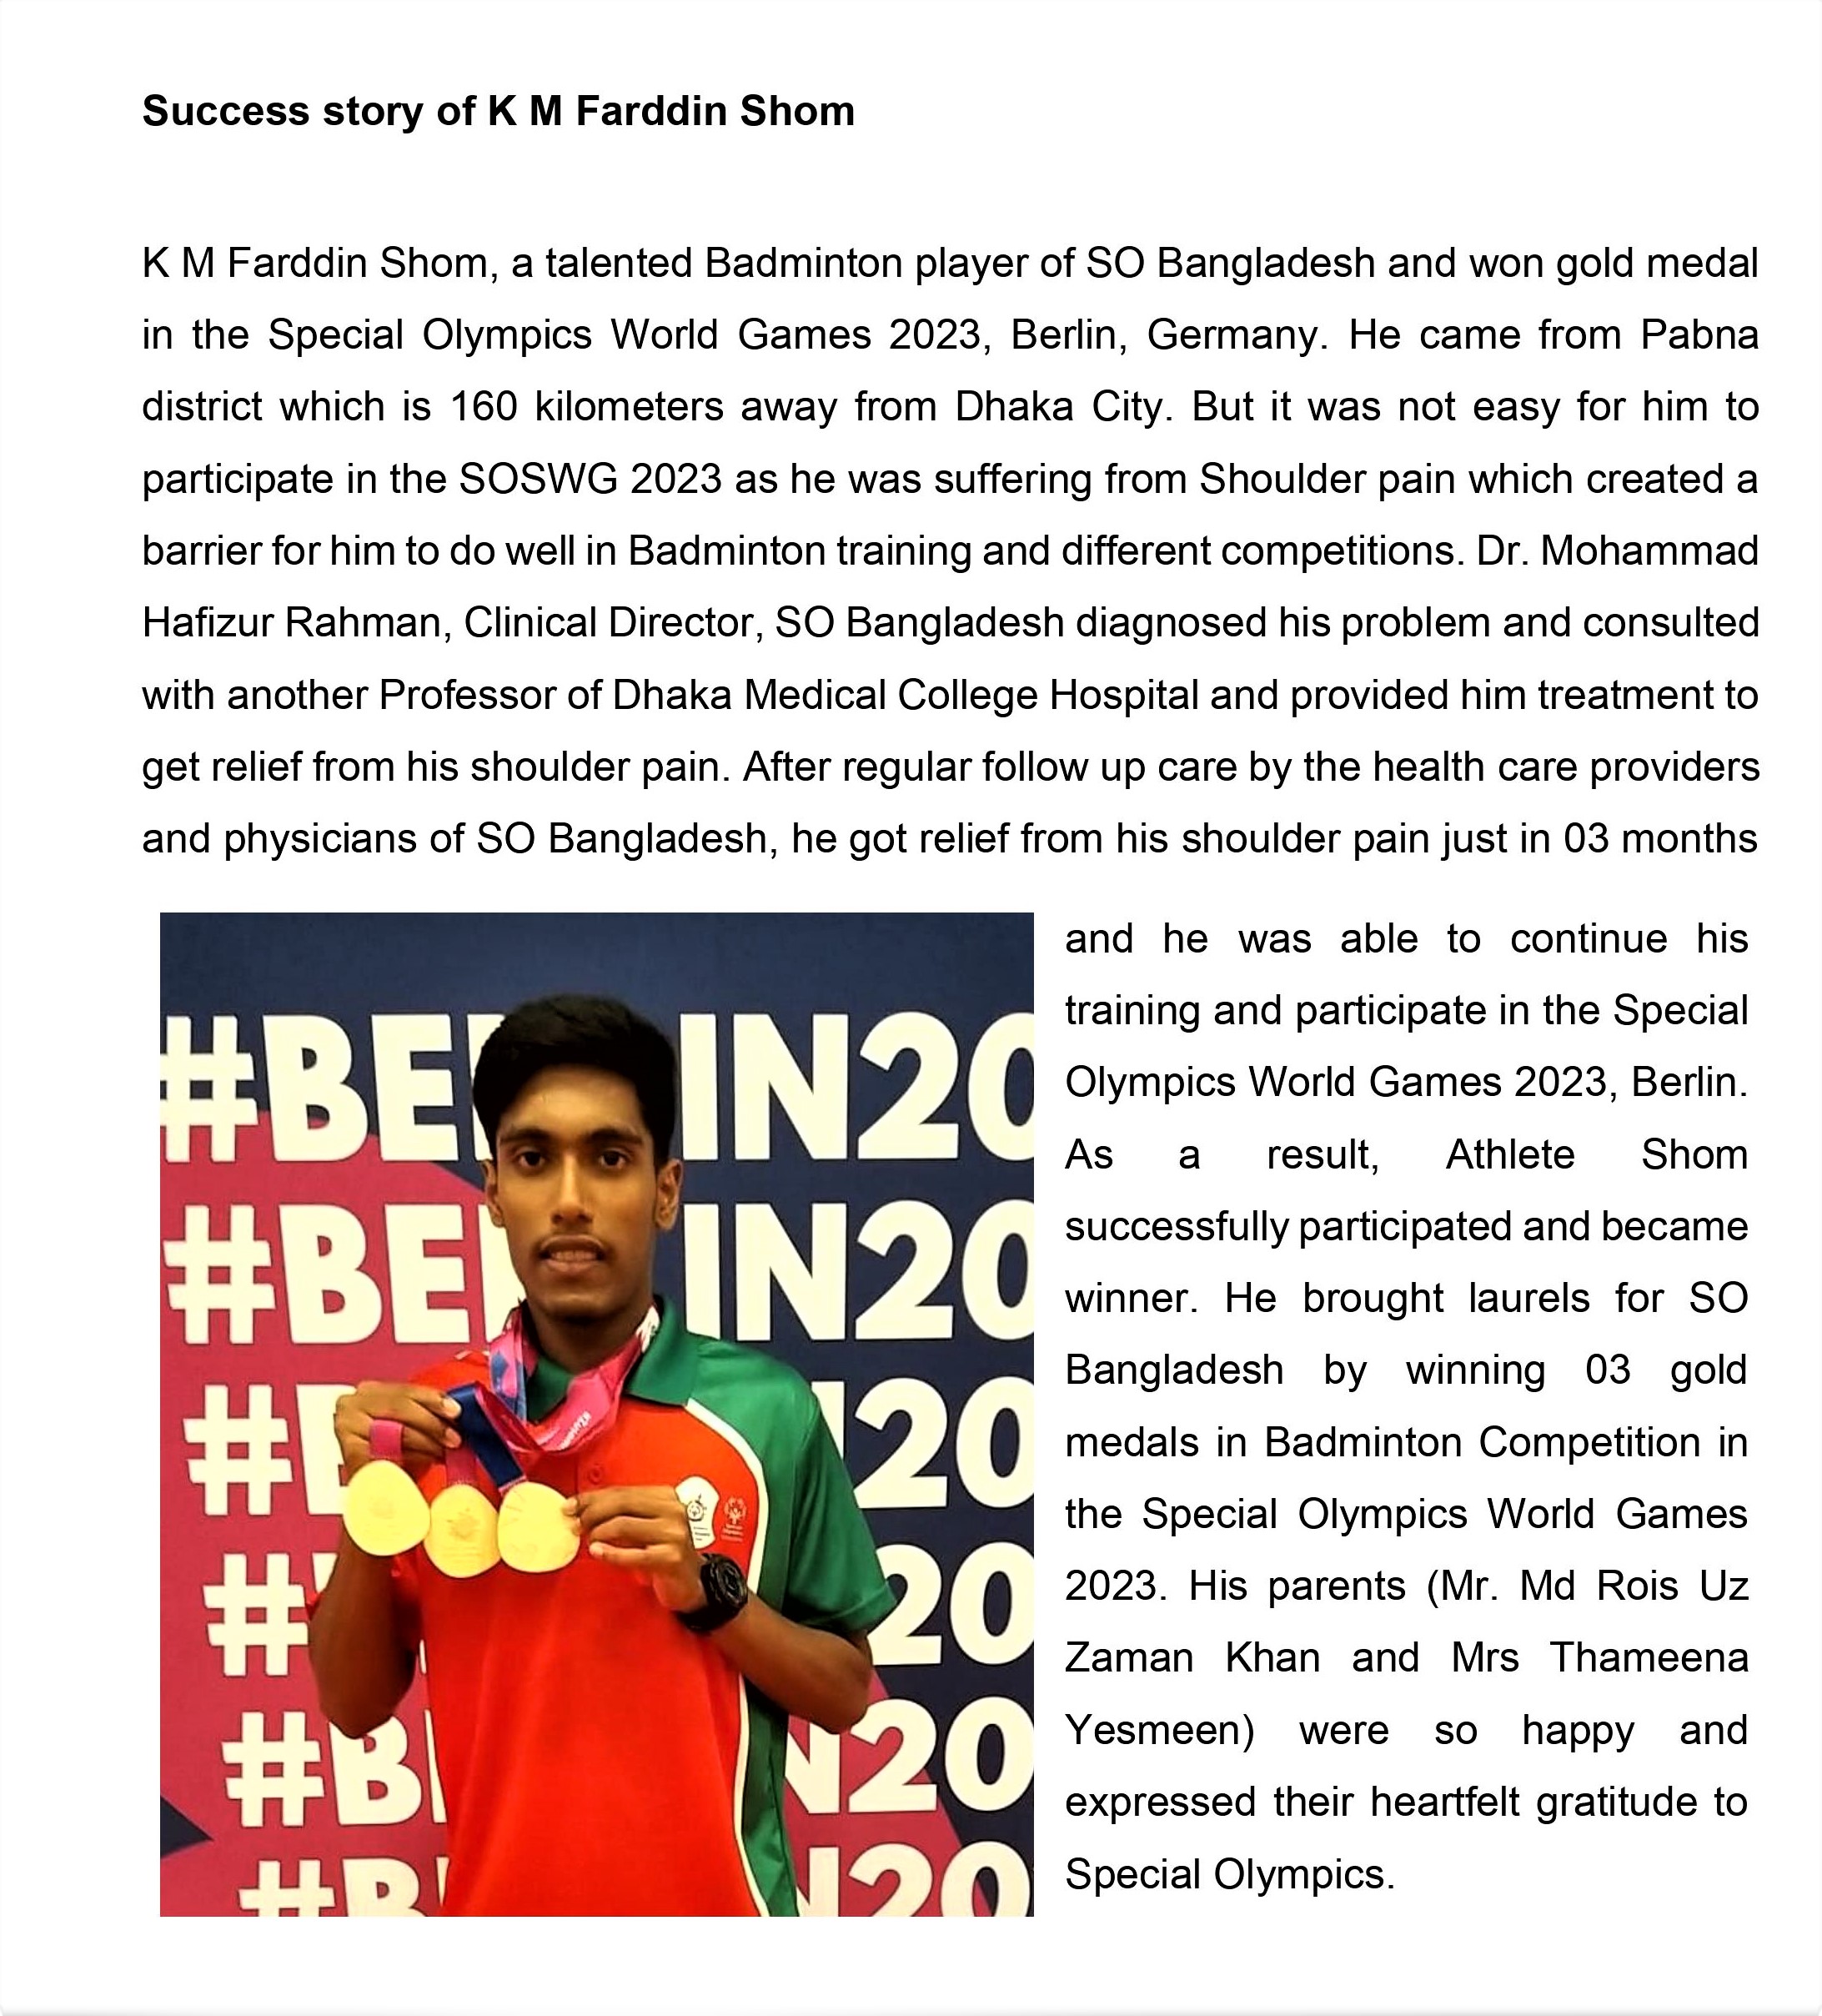 Success story of K M Farddin Shom
K M Farddin Shom, a talented Badminton player of SO Bangladesh and won gold medal
in the Special Olympics World Games 2023, Berlin, Germany. He came from Pabna
district which is 160 kilometers away from Dhaka City. But it was not easy for him to
participate in the SOSWG 2023 as he was suffering from Shoulder pain which created a
barrier for him to do well in Badminton training and different competitions. Dr. Mohammad
Hafizur Rahman, Clinical Director, SO Bangladesh diagnosed his problem and consulted
with another Professor of Dhaka Medical College Hospital and provided him treatment to
get relief from his shoulder pain. After regular follow up care by the health care providers
and physicians of SO Bangladesh, he got relief from his shoulder pain just in 03 months
and he was able to continue his
training and participate in the Special
Olympics World Games 2023, Berlin.
As a result, Athlete Shom
successfully participated and became
winner. He brought laurels for SO
Bangladesh by winning 03 gold
medals in Badminton Competition in
the Special Olympics World Games
2023. His parents (Mr. Md Rois Uz
Zaman Khan and Mrs Thameena
Yesmeen) were so happy and
expressed their heartfelt gratitude to
Special Olympics.
#BE IN20
#BE IN20
#B 20
# 20
#B N20
#B N20